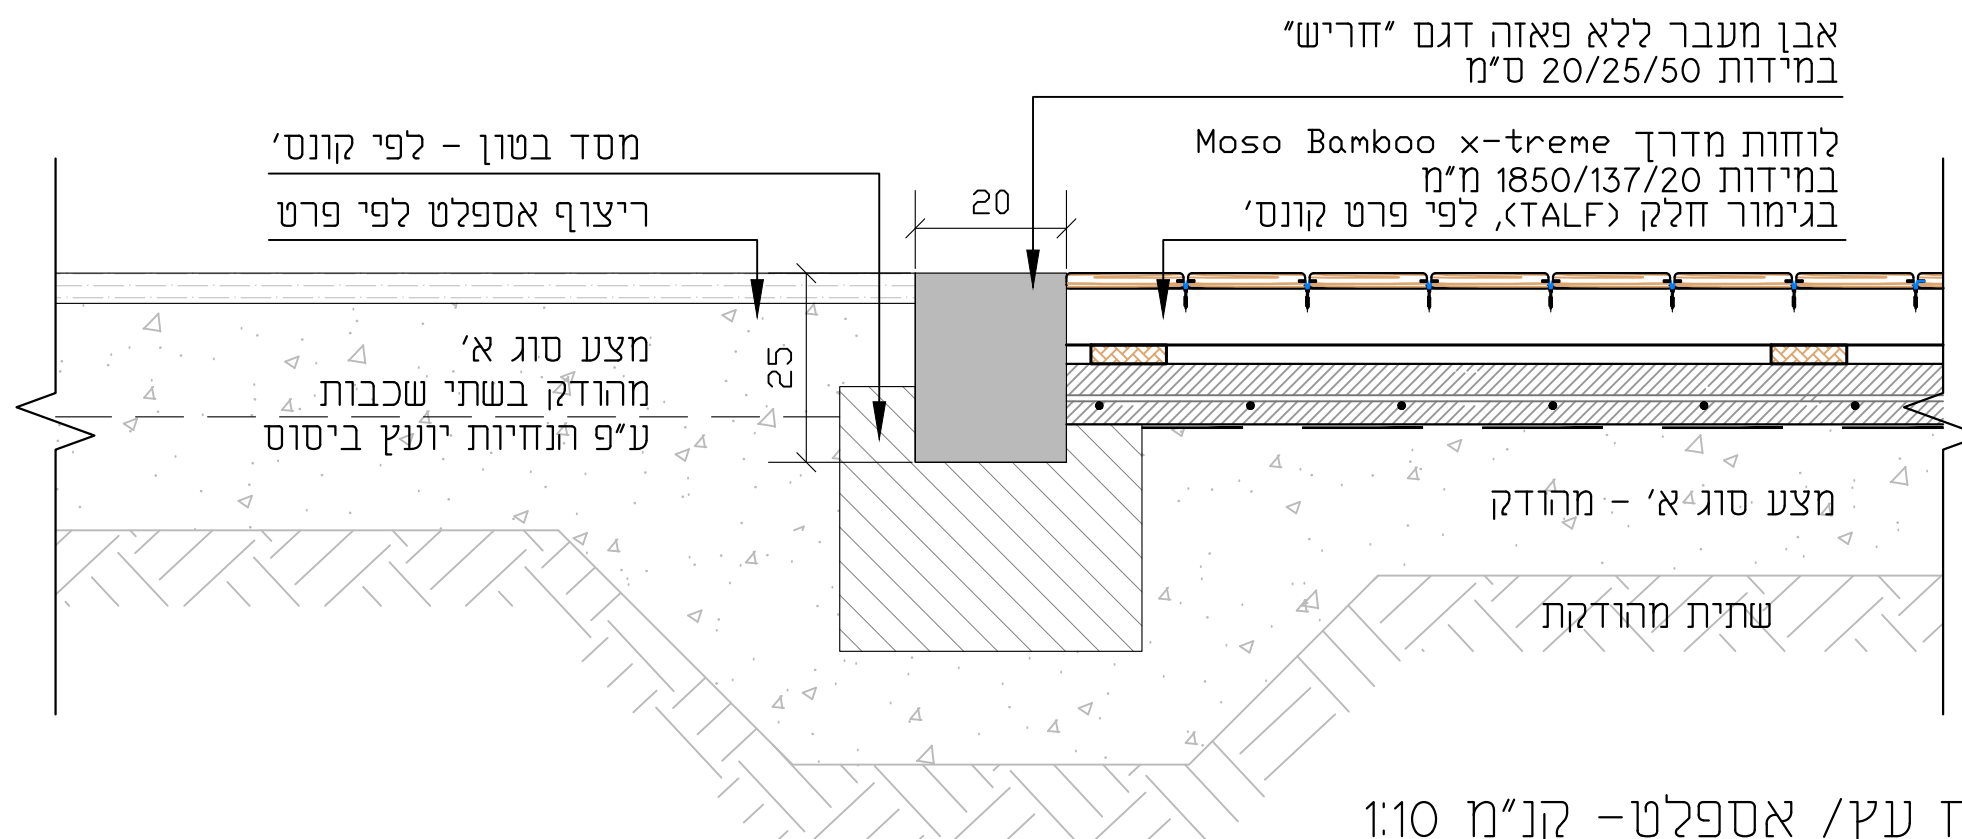 אבן מעבר ללא פאזה דגם "חריש"
במידות 20/25/50 ס"מ
לוחות מדרך Moso Bamboo x-treme
במידות 1850/137/20 מ"מ
בגימור חלק (TALF), לפי פרט קונס'
מסד בטון - לפי קונס'
ריצוף אספלט לפי פרט
20
25
מצע סוג א'
מהודק בשתי שכבות
ע"פ הנחיות יועץ ביסוס
מצע סוג א' - מהודק
שתית מהודקת
עץ/ אספלט- קנ"מ 1:10